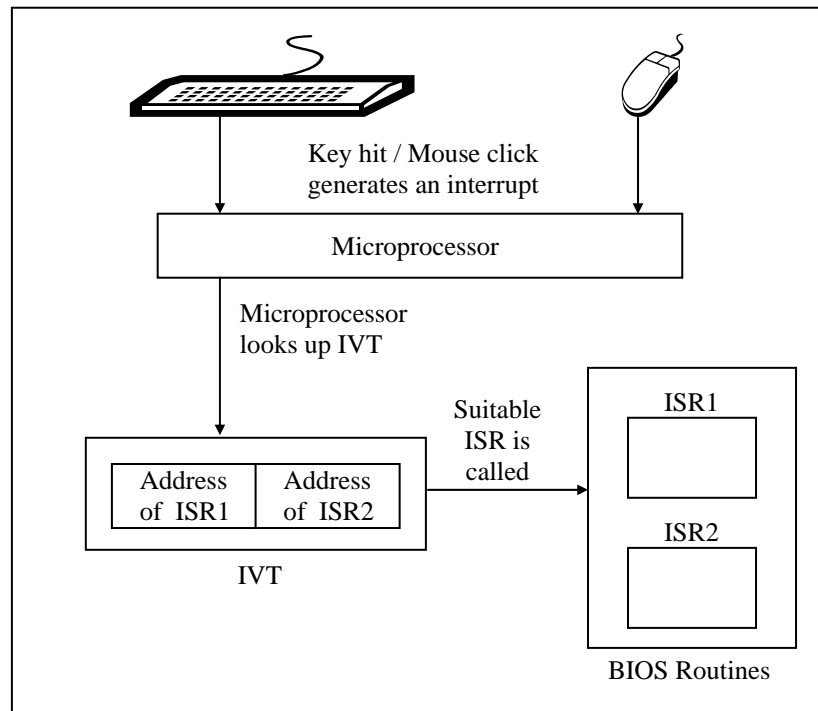 Key hit / Mouse click
generates an interrupt
Microprocessor
Microprocessor
looks up IVT
Suitable
ISR is
called
ISR1
Address
of ISR1
Address
of ISR2
ISR2
IVT
BIOS Routines